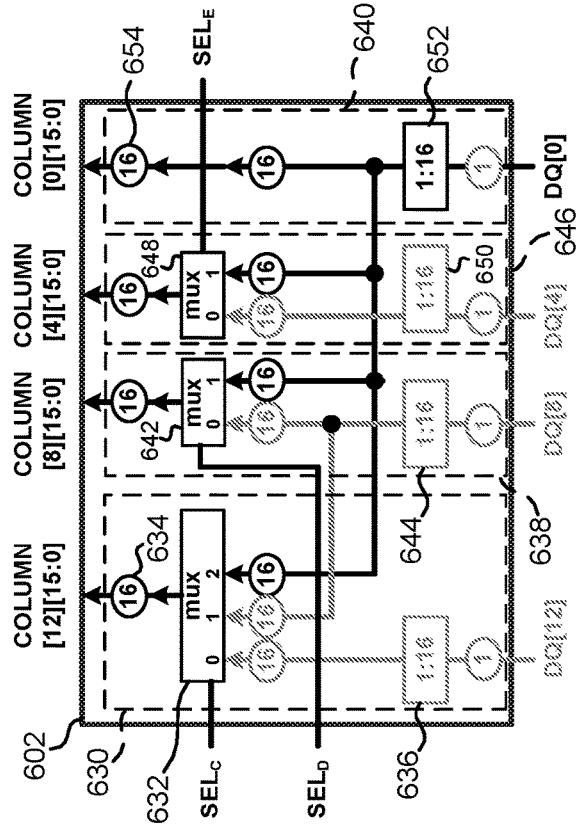 602
COLUMN
[12][15:0]
COLUMN
[8][15:0]
COLUMN
[4][15:0]
COLUMN
[0][15:0]
654
630
16
634
16
16
16
SEL_E
632
mux
0 1 2
642
mux
0 1
648
mux
0 1
640
SEL_C
16
16
16
16
16
16
16
16
SEL_D
652
1:16
1:16
1:16
650
1:16
1
1
1
1
636
644
638
646
DQ[12]
DQ[8]
DQ[4]
DQ[0]